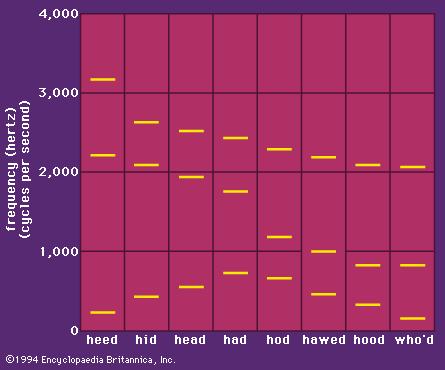 4,000
3,000
2,000
1,000
0
frequency (hertz)
(cycles per second)
heed hid head had hod hawed hood who'd
©1994 Encyclopaedia Britannica, Inc.